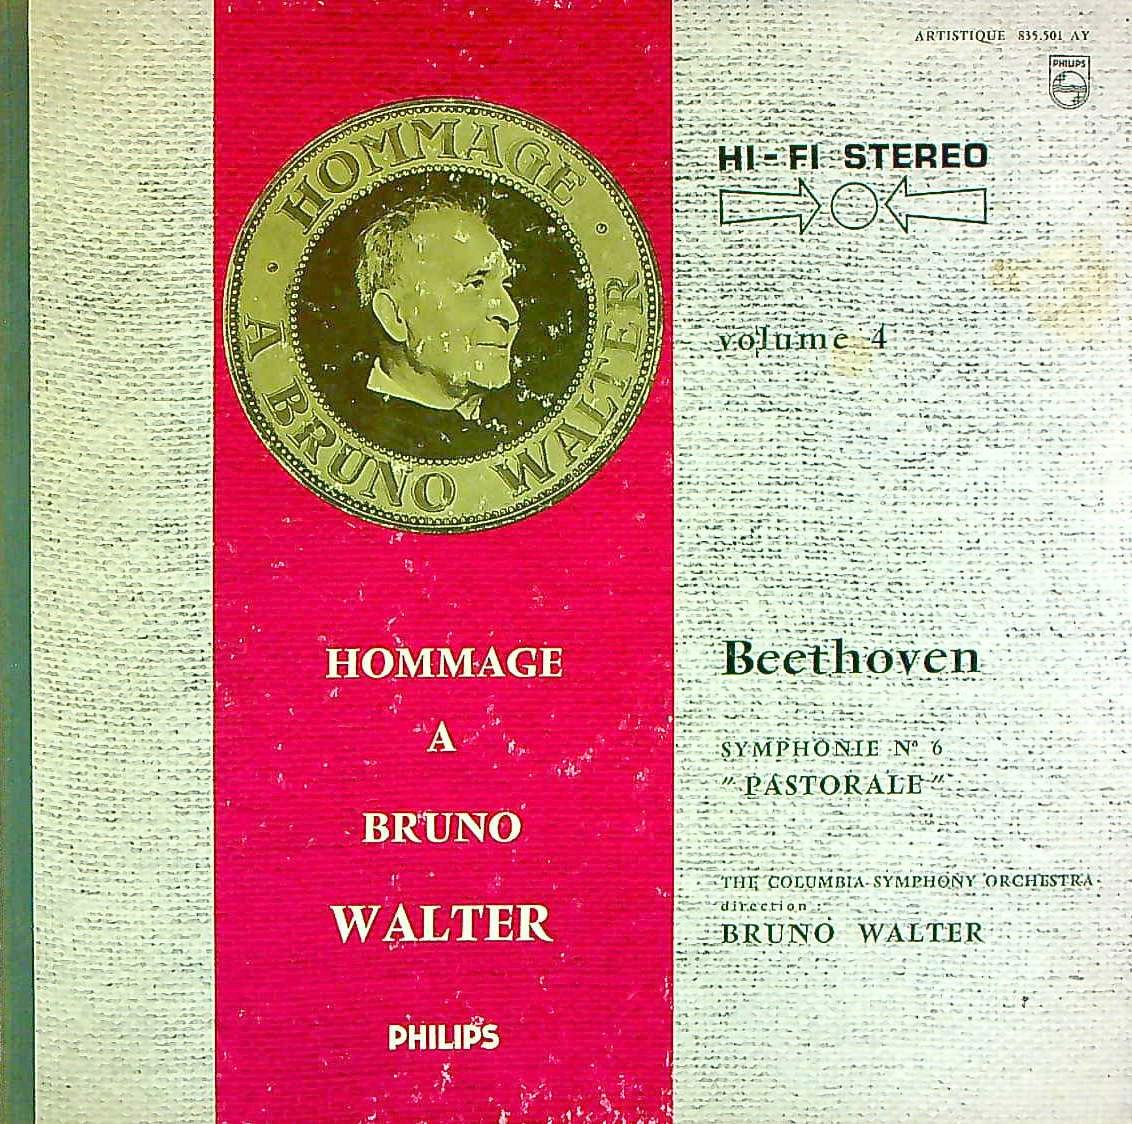 ARTISTIQUE 835.501 AY
PHILIPS
HI-FI STEREO
HOMMAGE A BRUNO WALTER
volume 4
HOMMAGE
A
BRUNO
WALTER
PHILIPS
Beethoven
SYMPHONIE Nº 6
"PASTORALE"
THE COLUMBIA-SYMPHONY ORCHESTRA
direction :
BRUNO WALTER